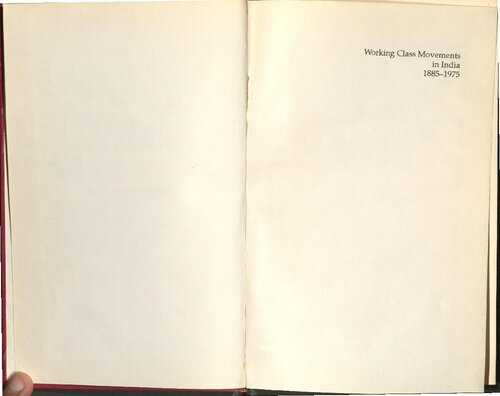 Working Class Movements
in India
1885–1975